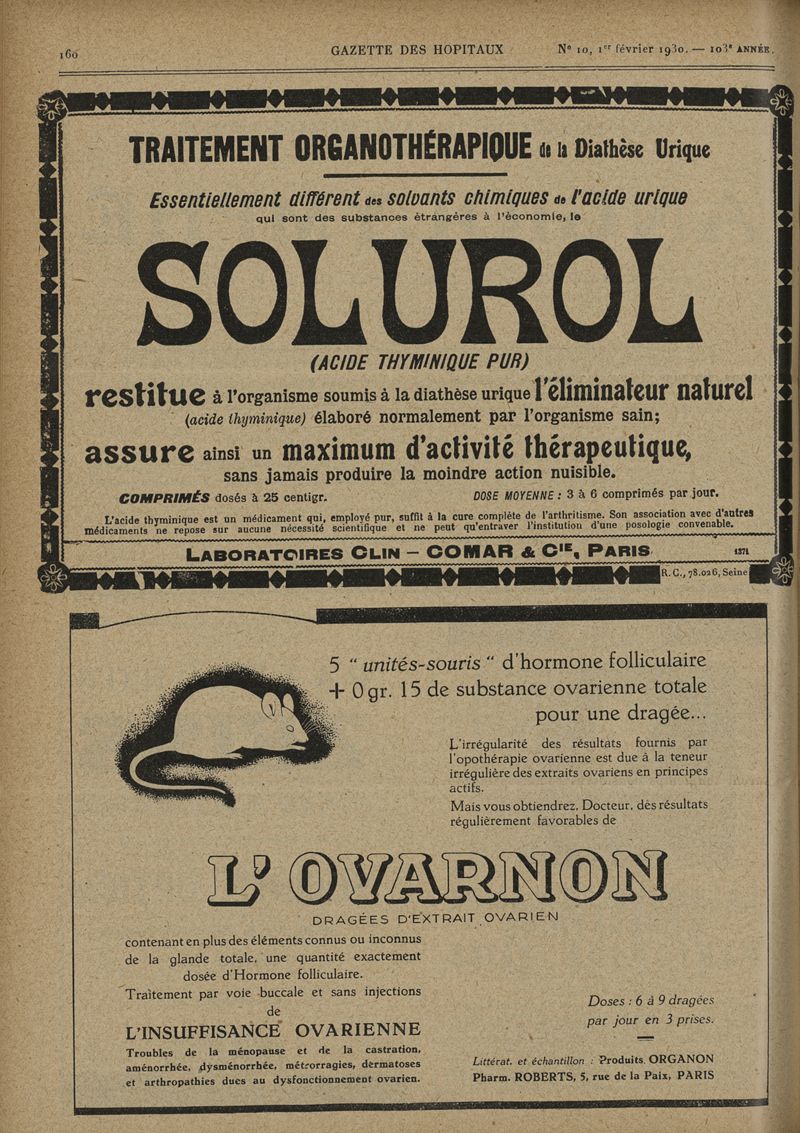 160
GAZETTE DES HOPITAUX
Nº 10, 1er février 1930. — 103e ANNÉE.
TRAITEMENT ORGANOTHÉRAPIQUE de la Diathèse Urique
Essentiellement différent des solvants chimiques de l'acide urique
qui sont des substances étrangères à l'économie, le
SOLUROL
(ACIDE THYMINIQUE PUR)
restitue à l'organisme soumis à la diathèse urique l'éliminateur naturel
(acide thyminique) élaboré normalement par l'organisme sain;
assure ainsi un maximum d'activité thérapeutique,
sans jamais produire la moindre action nuisible.
COMPRIMÉS dosés à 25 centigr.
DOSE MOYENNE : 3 à 6 comprimés par jour.
L'acide thyminique est un médicament qui, employé pur, suffit à la cure complète de l'arthritisme. Son association avec d'autres
médicaments ne repose sur aucune nécessité scientifique et ne peut qu'entraver l'institution d'une posologie convenable.
LABORATOIRES CLIN — COMAR & CIE, PARIS
1371
R. C., 78.026, Seine
5 " unités-souris " d'hormone folliculaire
+ 0 gr. 15 de substance ovarienne totale
pour une dragée...
L'irrégularité des résultats fournis par
l'opothérapie ovarienne est due à la teneur
irrégulière des extraits ovariens en principes
actifs.
Mais vous obtiendrez, Docteur, des résultats
régulièrement favorables de
L'OVARNON
DRAGÉES D'EXTRAIT OVARIEN
contenant en plus des éléments connus ou inconnus
de la glande totale, une quantité exactement
dosée d'Hormone folliculaire.
Traitement par voie buccale et sans injections
de
L'INSUFFISANCE OVARIENNE
Troubles de la ménopause et de la castration,
aménorrhée, dysménorrhée, métrorragies, dermatoses
et arthropathies dues au dysfonctionnement ovarien.
Doses : 6 à 9 dragées
par jour en 3 prises.
Littérat. et échantillon : Produits ORGANON
Pharm. ROBERTS, 5, rue de la Paix, PARIS